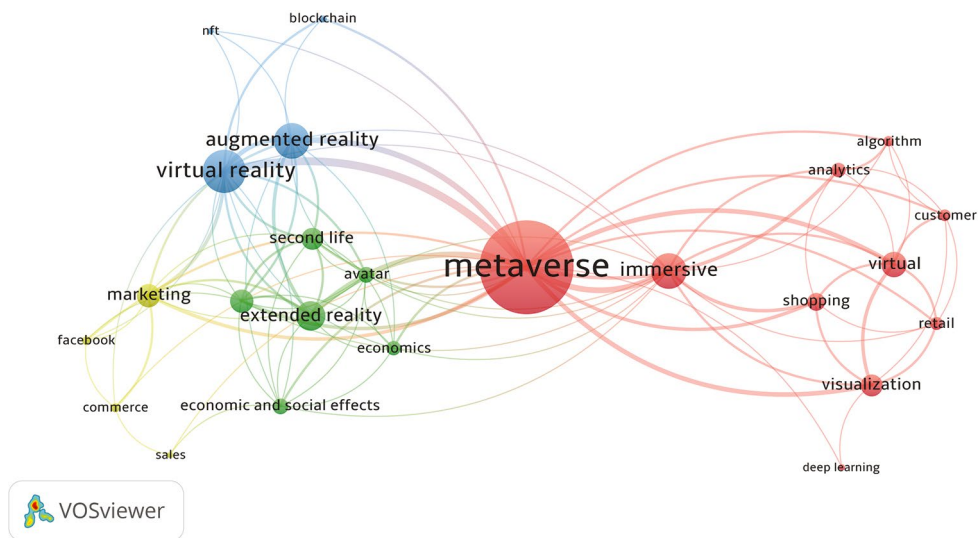 blockchain
nft
augmented reality
algorithm
virtual reality
analytics
customer
second life
metaverse
immersive
virtual
avatar
marketing
shopping
extended reality
retail
facebook
economics
visualization
commerce
economic and social effects
sales
deep learning
VOSviewer